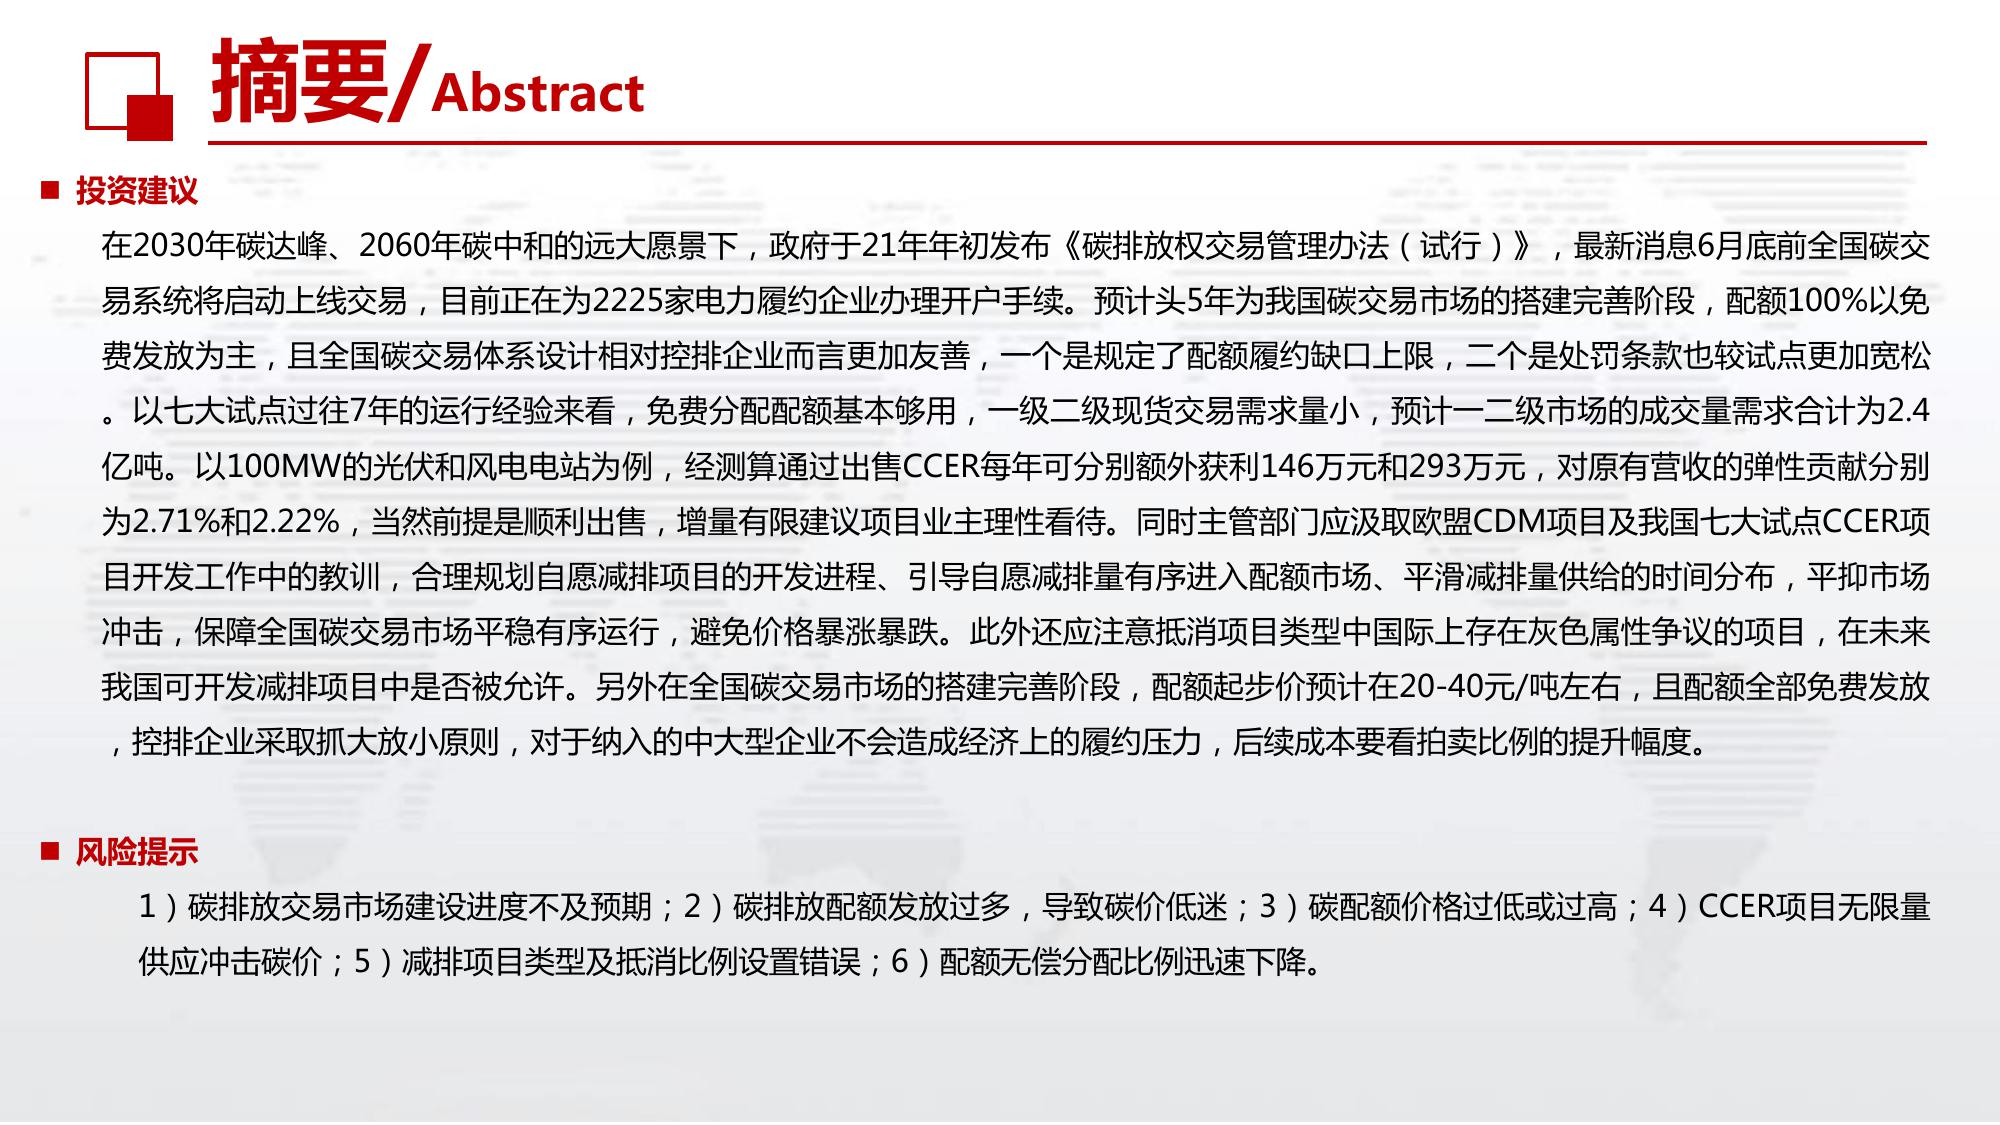 摘要/Abstract
■ 投资建议
在2030年碳达峰、2060年碳中和的远大愿景下，政府于21年年初发布《碳排放权交易管理办法（试行）》，最新消息6月底前全国碳交
易系统将启动上线交易，目前正在为2225家电力履约企业办理开户手续。预计头5年为我国碳交易市场的搭建完善阶段，配额100%以免
费发放为主，且全国碳交易体系设计相对控排企业而言更加友善，一个是规定了配额履约缺口上限，二个是处罚条款也较试点更加宽松
。以七大试点过往7年的运行经验来看，免费分配配额基本够用，一级二级现货交易需求量小，预计一二级市场的成交量需求合计为2.4
亿吨。以100MW的光伏和风电电站为例，经测算通过出售CCER每年可分别额外获利146万元和293万元，对原有营收的弹性贡献分别
为2.71%和2.22%，当然前提是顺利出售，增量有限建议项目业主理性看待。同时主管部门应汲取欧盟CDM项目及我国七大试点CCER项
目开发工作中的教训，合理规划自愿减排项目的开发进程、引导自愿减排量有序进入配额市场、平滑减排量供给的时间分布，平抑市场
冲击，保障全国碳交易市场平稳有序运行，避免价格暴涨暴跌。此外还应注意抵消项目类型中国际上存在灰色属性争议的项目，在未来
我国可开发减排项目中是否被允许。另外在全国碳交易市场的搭建完善阶段，配额起步价预计在20-40元/吨左右，且配额全部免费发放
，控排企业采取抓大放小原则，对于纳入的中大型企业不会造成经济上的履约压力，后续成本要看拍卖比例的提升幅度。
■ 风险提示
1）碳排放交易市场建设进度不及预期；2）碳排放配额发放过多，导致碳价低迷；3）碳配额价格过低或过高；4）CCER项目无限量
供应冲击碳价；5）减排项目类型及抵消比例设置错误；6）配额无偿分配比例迅速下降。